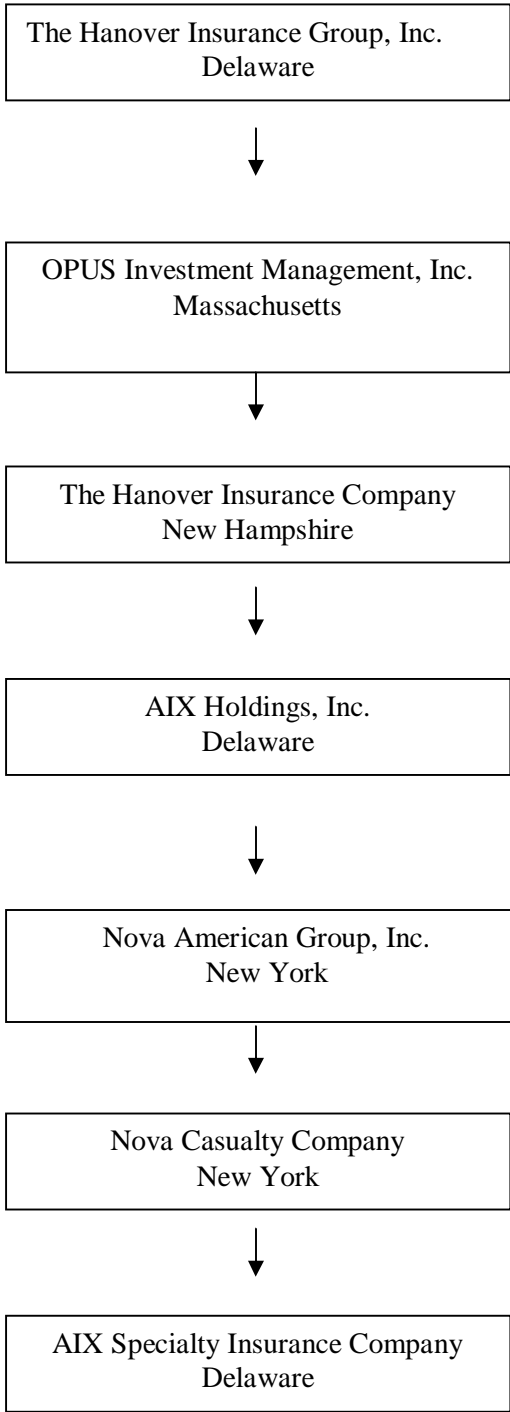 The Hanover Insurance Group, Inc.
Delaware
OPUS Investment Management, Inc.
Massachusetts
The Hanover Insurance Company
New Hampshire
AIX Holdings, Inc.
Delaware
Nova American Group, Inc.
New York
Nova Casualty Company
New York
AIX Specialty Insurance Company
Delaware